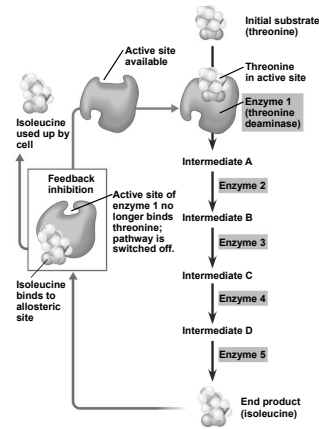 Initial substrate
(threonine)
Active site
available
Threonine
in active site
Enzyme 1
(threonine
deaminase)
Isoleucine
used up by
cell
Intermediate A
Feedback
inhibition
Enzyme 2
Active site of
enzyme 1 no
longer binds
threonine;
pathway is
switched off.
Intermediate B
Enzyme 3
Isoleucine
binds to
allosteric
site
Intermediate C
Enzyme 4
Intermediate D
Enzyme 5
End product
(isoleucine)